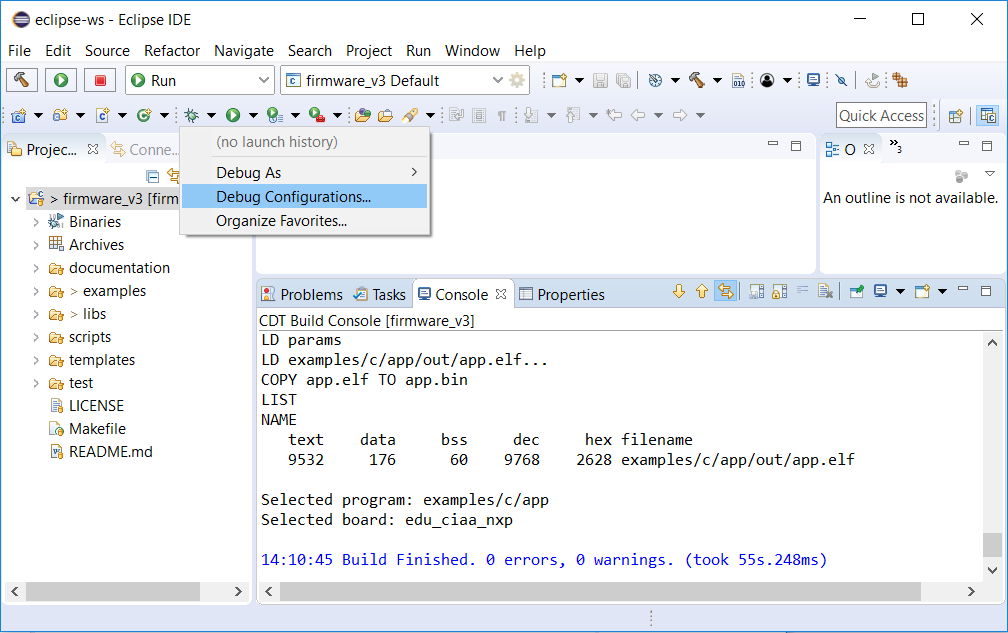 eclipse-ws - Eclipse IDE
File Edit Source Refactor Navigate Search Project Run Window Help
Run
firmware_v3 Default
010
Quick Access
Projec...
Conne...
(no launch history)
Debug As
Debug Configurations...
Organize Favorites...
O
3
An outline is not available.
> firmware_v3 [firm
Binaries
Archives
documentation
> examples
> libs
scripts
templates
test
LICENSE
Makefile
README.md
Problems Tasks Console Properties
CDT Build Console [firmware_v3]
LD params
LD examples/c/app/out/app.elf...
COPY app.elf TO app.bin
LIST
NAME
text data bss dec hex filename
9532 176 60 9768 2628 examples/c/app/out/app.elf
Selected program: examples/c/app
Selected board: edu_ciaa_nxp
14:10:45 Build Finished. 0 errors, 0 warnings. (took 55s.248ms)